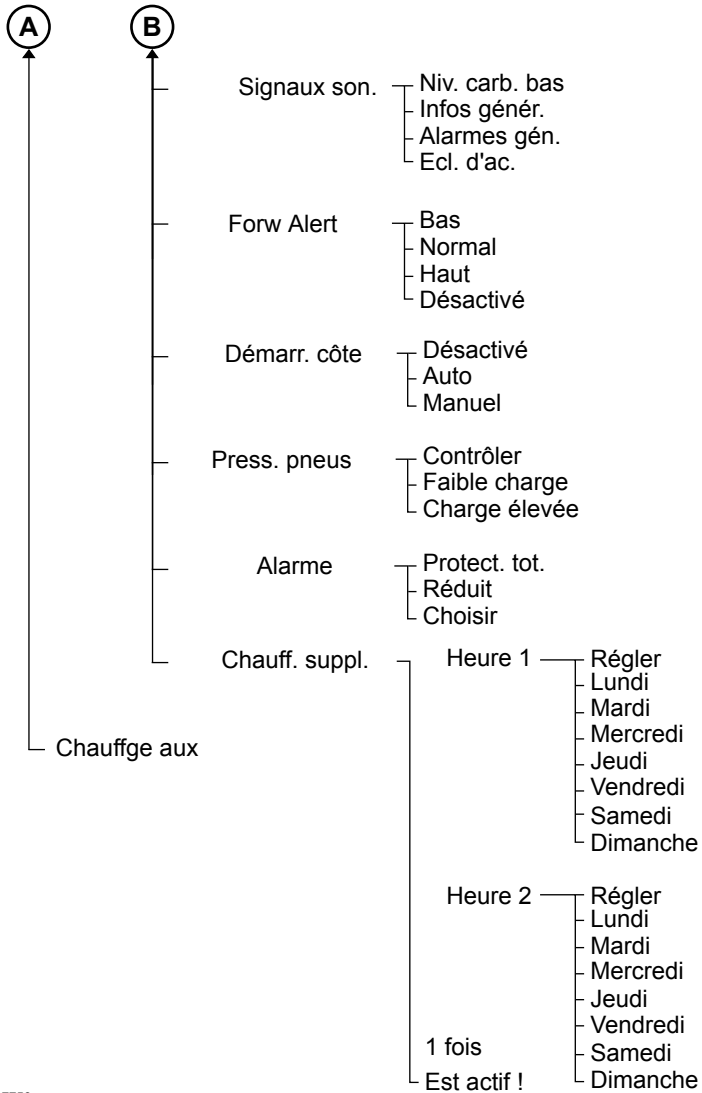 A
B
Signaux son.
Niv. carb. bas
Infos génér.
Alarmes gén.
Ecl. d'ac.
Forw Alert
Bas
Normal
Haut
Désactivé
Démarr. côte
Désactivé
Auto
Manuel
Press. pneus
Contrôler
Faible charge
Charge élevée
Alarme
Protect. tot.
Réduit
Choisir
Chauff. suppl.
Heure 1
Régler
Lundi
Mardi
Mercredi
Jeudi
Vendredi
Samedi
Dimanche
Chauffge aux
Heure 2
Régler
Lundi
Mardi
Mercredi
Jeudi
Vendredi
Samedi
Dimanche
1 fois
Est actif !